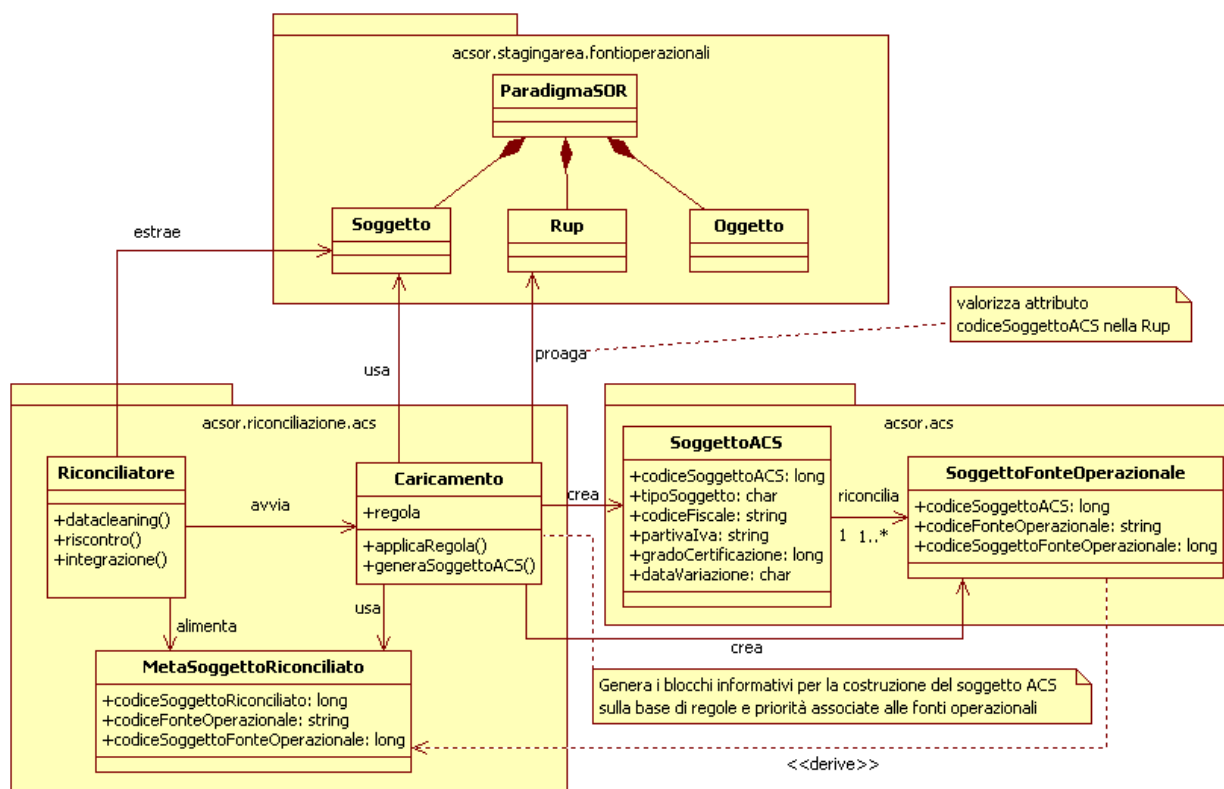 acsor.stagingarea.fontioperazionali
ParadigmaSOR
Soggetto
Rup
Oggetto
estrae
valorizza attributo
codiceSoggettoACS nella Rup
proaga
usa
acsor.riconciliazione.acs
acsor.acs
Riconciliatore
+datacleaning()
+riscontro()
+integrazione()
avvia
Caricamento
+regola
+applicaRegola()
+generaSoggettoACS()
crea
SoggettoACS
+codiceSoggettoACS: long
+tipoSoggetto: char
+codiceFiscale: string
+partivaIva: string
+gradoCertificazione: long
+dataVariazione: char
riconcilia
1 1..*
SoggettoFonteOperazionale
+codiceSoggettoACS: long
+codiceFonteOperazionale: string
+codiceSoggettoFonteOperazionale: long
alimenta
usa
crea
MetaSoggettoRiconciliato
+codiceSoggettoRiconciliato: long
+codiceFonteOperazionale: string
+codiceSoggettoFonteOperazionale: long
Genera i blocchi informativi per la costruzione del soggetto ACS
sulla base di regole e priorità associate alle fonti operazionali
<<derive>>